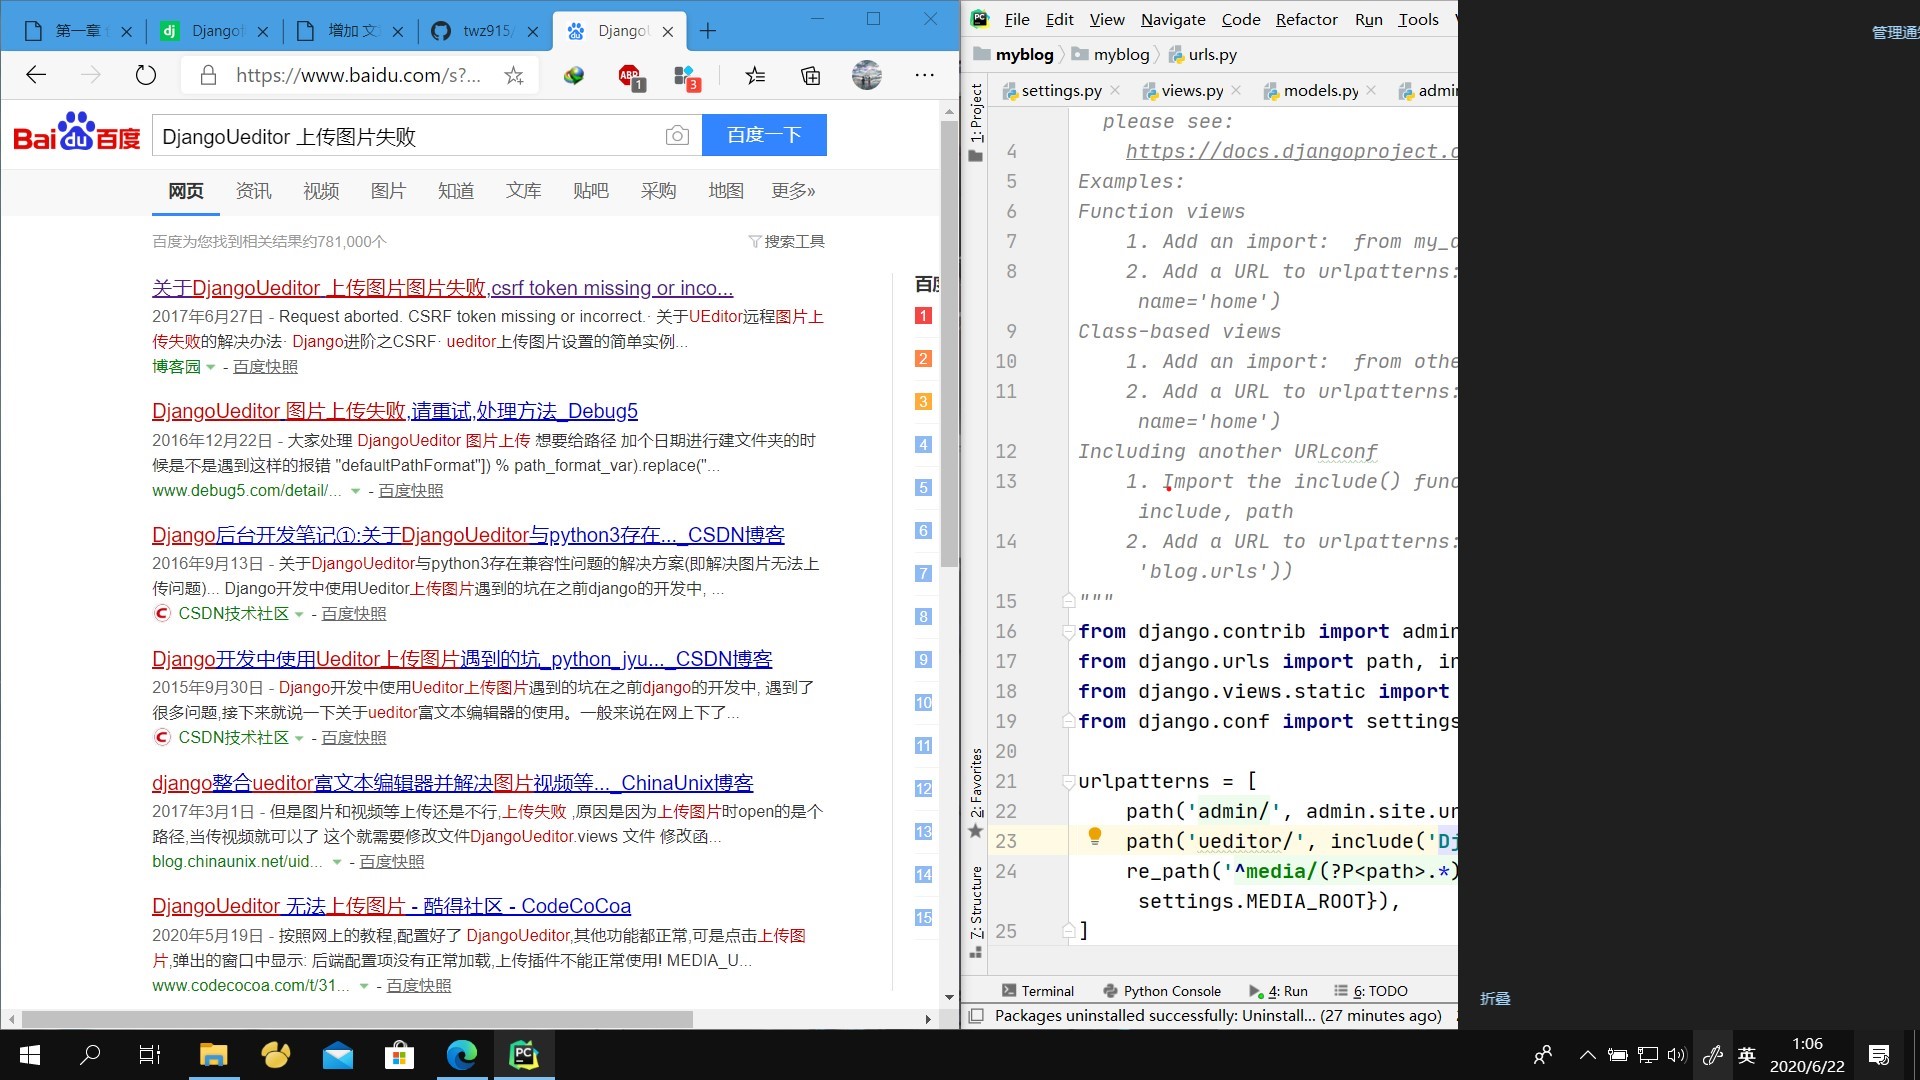 第一章
Django
增加 文
twz915/
Django
https://www.baidu.com/s?...
ABP
1
3
Bai du 百度
DjangoUeditor 上传图片失败
百度一下
网页 资讯 视频 图片 知道 文库 贴吧 采购 地图 更多»
百度为您找到相关结果约781,000个
搜索工具
关于DjangoUeditor 上传图片图片失败,csrf token missing or inco...
2017年6月27日 - Request aborted. CSRF token missing or incorrect.· 关于UEditor远程图片上
传失败的解决办法· Django进阶之CSRF· ueditor上传图片设置的简单实例...
博客园 - 百度快照
DjangoUeditor 图片上传失败,请重试,处理方法_Debug5
2016年12月22日 - 大家处理 DjangoUeditor 图片上传 想要给路径 加个日期进行建文件夹的时
候是不是遇到这样的报错 "defaultPathFormat"]) % path_format_var).replace("...
www.debug5.com/detail/... - 百度快照
Django后台开发笔记①:关于DjangoUeditor与python3存在..._CSDN博客
2016年9月13日 - 关于DjangoUeditor与python3存在兼容性问题的解决方案(即解决图片无法上
传问题)... Django开发中使用Ueditor上传图片遇到的坑在之前django的开发中, ...
CSDN技术社区 - 百度快照
Django开发中使用Ueditor上传图片遇到的坑_python_jyu..._CSDN博客
2015年9月30日 - Django开发中使用Ueditor上传图片遇到的坑在之前django的开发中, 遇到了
很多问题,接下来就说一下关于ueditor富文本编辑器的使用。一般来说在网上下了...
CSDN技术社区 - 百度快照
django整合ueditor富文本编辑器并解决图片视频等..._ChinaUnix博客
2017年3月1日 - 但是图片和视频等上传还是不行,上传失败 ,原因是因为上传图片时open的是个
路径,当传视频就可以了 这个就需要修改文件DjangoUeditor.views 文件 修改函...
blog.chinaunix.net/uid... - 百度快照
DjangoUeditor 无法上传图片 - 酷得社区 - CodeCoCoa
2020年5月19日 - 按照网上的教程,配置好了 DjangoUeditor,其他功能都正常,可是点击上传图
片,弹出的窗口中显示: 后端配置项没有正常加载,上传插件不能正常使用! MEDIA_U...
www.codecocoa.com/t/31... - 百度快照
百
1
2
3
4
5
6
7
8
9
10
11
12
13
14
15
PC
File Edit View Navigate Code Refactor Run Tools
myblog myblog urls.py
settings.py views.py models.py admi
1: Project
2: Favorites
Z: Structure
please see:
4 https://docs.djangoproject.c
5 Examples:
6 Function views
7 1. Add an import:  from my_a
8 2. Add a URL to urlpatterns:
name='home')
9 Class-based views
10 1. Add an import:  from othe
11 2. Add a URL to urlpatterns:
name='home')
12 Including another URLconf
13 1. Import the include() func
include, path
14 2. Add a URL to urlpatterns:
'blog.urls'))
15 """
16 from django.contrib import admin
17 from django.urls import path, in
18 from django.views.static import
19 from django.conf import settings
20
21 urlpatterns = [
22 path('admin/', admin.site.ur
23 path('ueditor/', include('Dj
24 re_path('^media/(?P<path>.*)
settings.MEDIA_ROOT}),
25 ]
Terminal Python Console 4: Run 6: TODO
Packages uninstalled successfully: Uninstall... (27 minutes ago)
管理通
折叠
英
1:06
2020/6/22